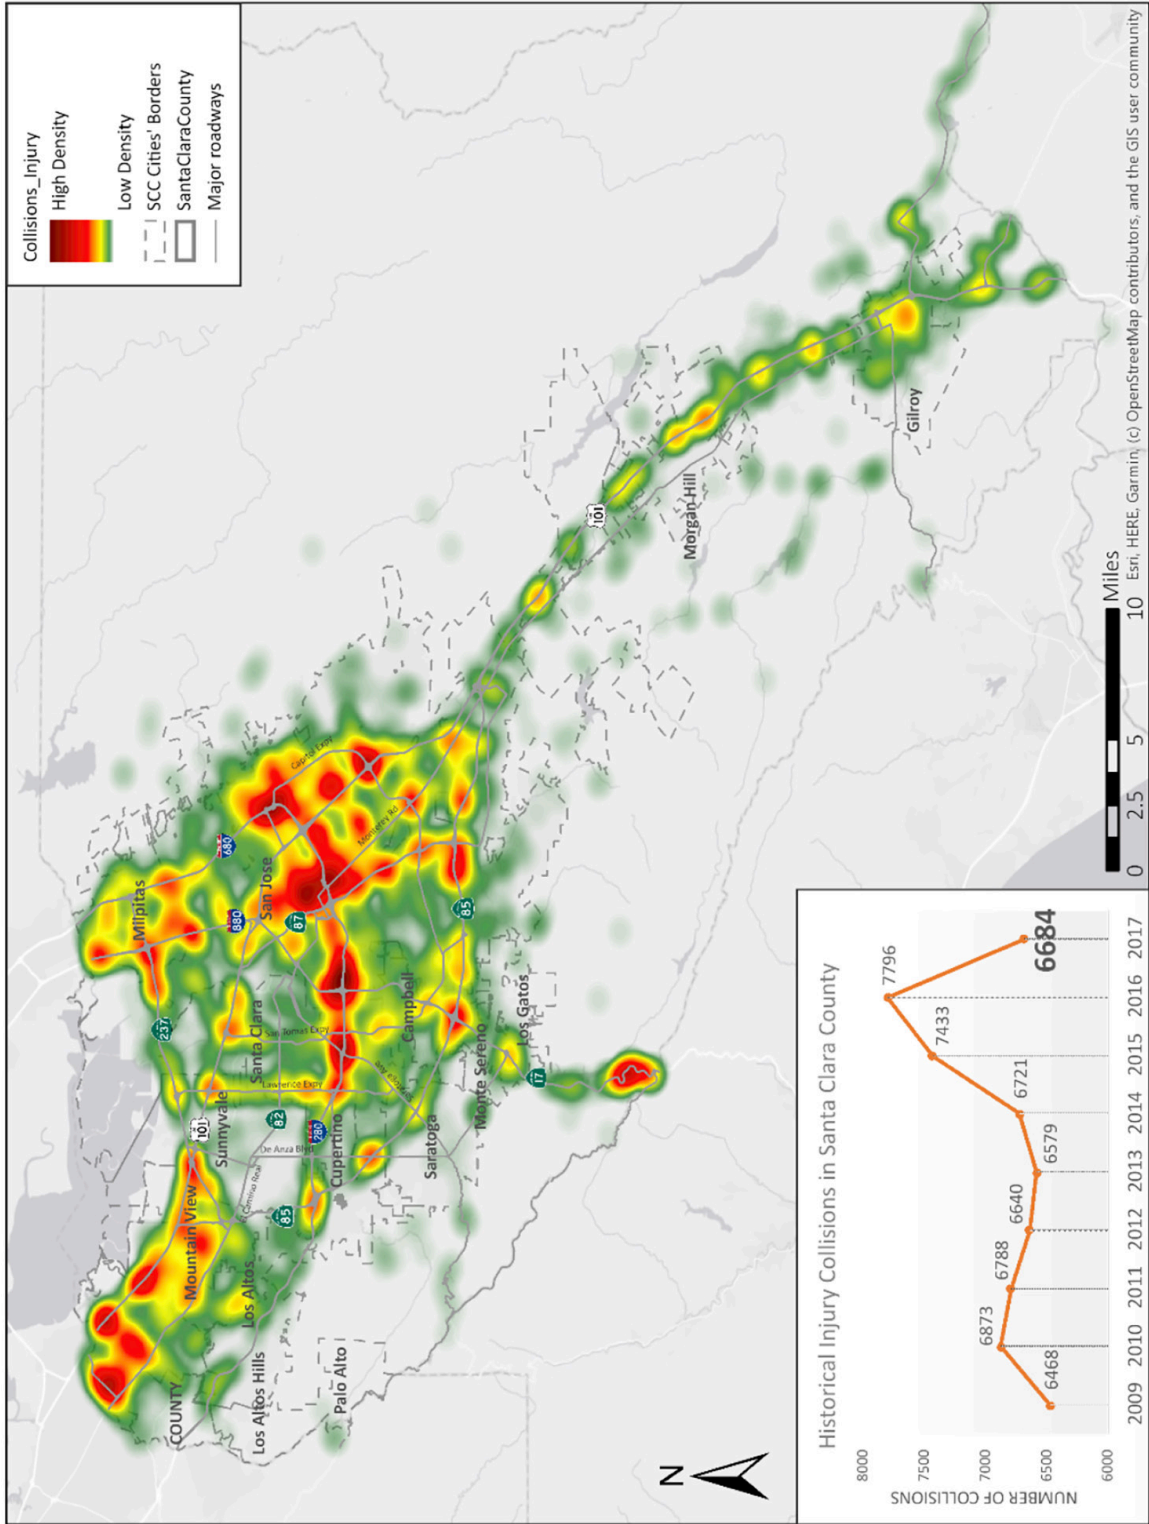 Collisions_Injury
High Density
Low Density
SCC Cities' Borders
SantaClaraCounty
Major roadways
COUNTY
Mountain View
Los Altos
Los Altos Hills
Palo Alto
Sunnyvale
Cupertino
Saratoga
Santa Clara
Campbell
Monte Sereno
Los Gatos
Milpitas
San Jose
Morgan Hill
Gilroy
101
237
880
680
87
82
280
85
85
17
101
Capitol Expy
Monterey Rd
San Tomas Expy
Lawrence Expy
Saratoga Ave
De Anza Blvd
El Camino Real
N
0 2.5 5 10
Miles
Esri, HERE, Garmin, (c) OpenStreetMap contributors, and the GIS user community
Historical Injury Collisions in Santa Clara County
NUMBER OF COLLISIONS
8000
7500
7000
6500
6000
6468
6873
6788
6640
6579
6721
7433
7796
6684
2009 2010 2011 2012 2013 2014 2015 2016 2017